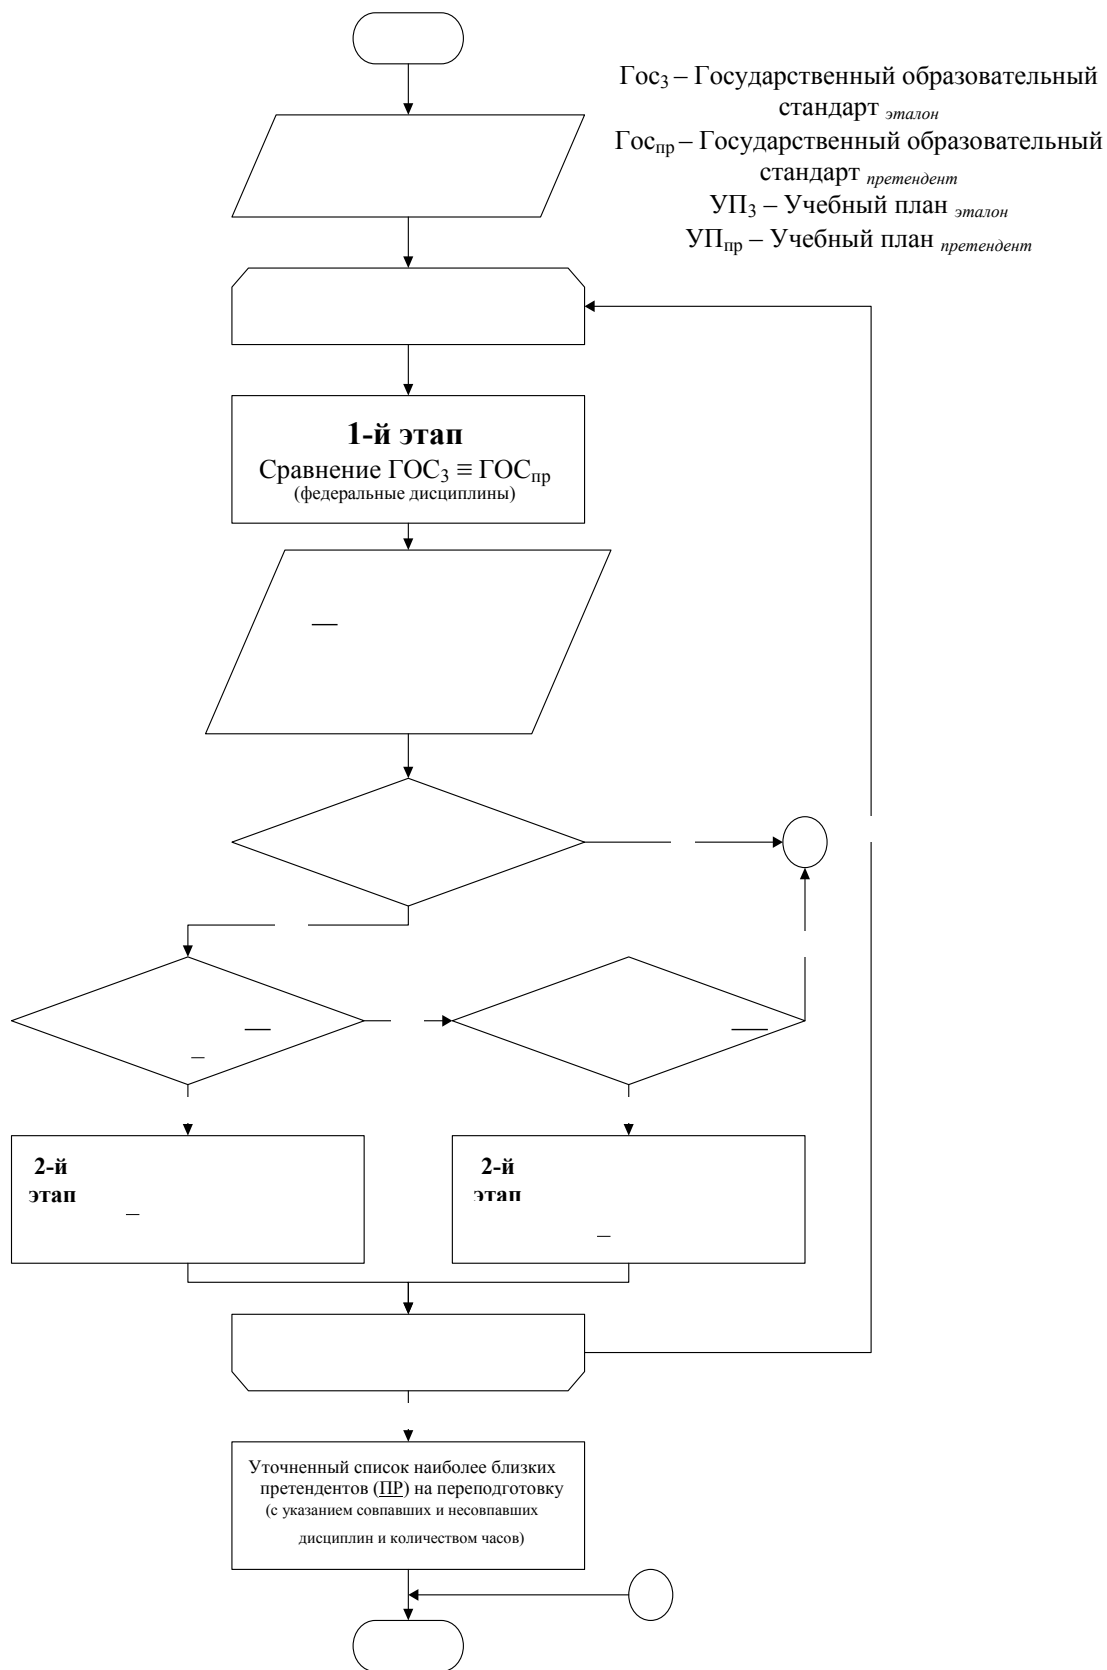 Гос₃ – Государственный образовательный
стандарт эталон
Госпр – Государственный образовательный
стандарт претендент
УП₃ – Учебный план эталон
УПпр – Учебный план претендент
1-й этап
Сравнение ГОС₃ ≡ ГОСпр
(федеральные дисциплины)
2-й
этап
2-й
этап
Уточненный список наиболее близких
претендентов (ПР) на переподготовку
(с указанием совпавших и несовпавших
дисциплин и количеством часов)